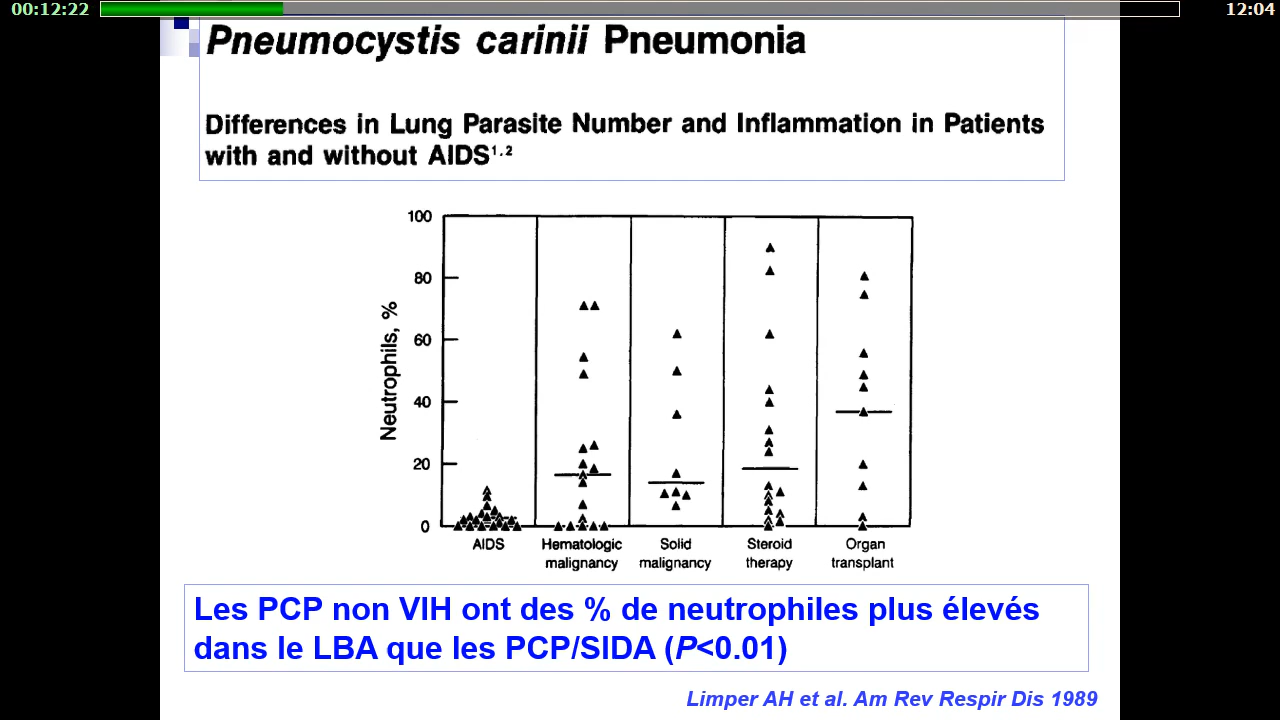 00:12:22
12:04
Pneumocystis carinii Pneumonia
Differences in Lung Parasite Number and Inflammation in Patients
with and without AIDS¹,²
100
80
60
40
20
0
Neutrophils, %
AIDS
Hematologic
malignancy
Solid
malignancy
Steroid
therapy
Organ
transplant
Les PCP non VIH ont des % de neutrophiles plus élevés
dans le LBA que les PCP/SIDA (P<0.01)
Limper AH et al. Am Rev Respir Dis 1989